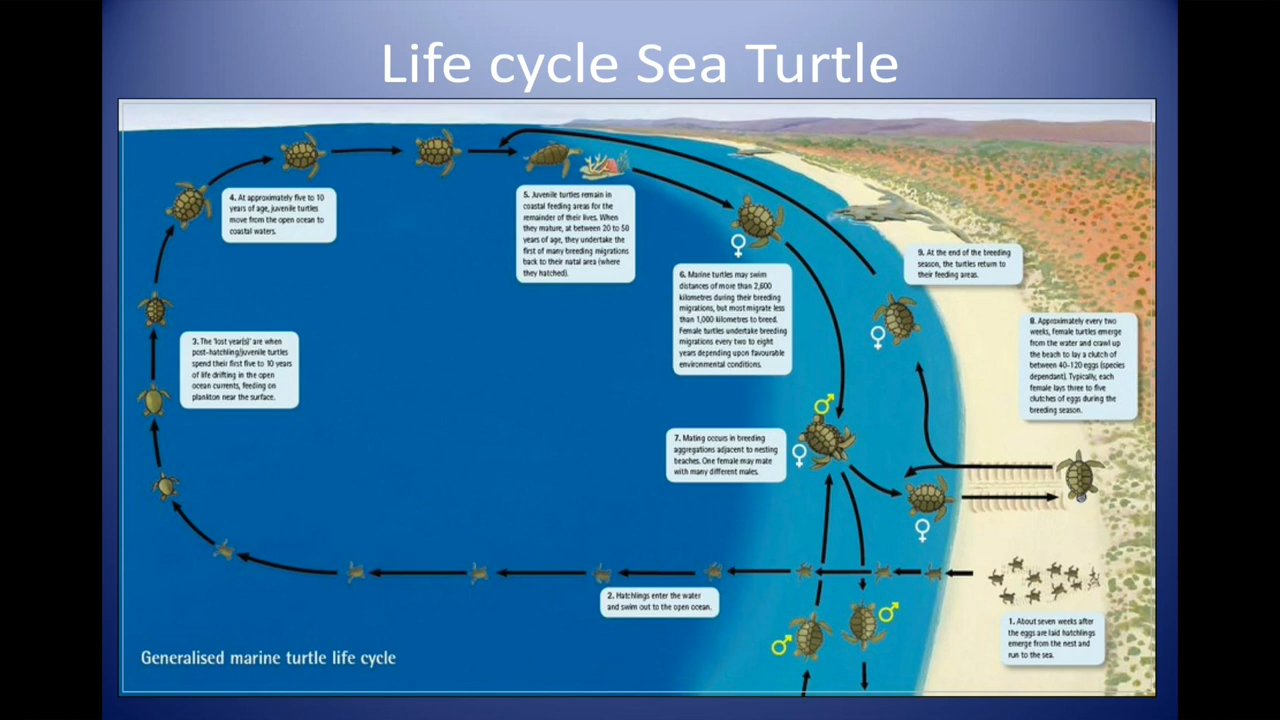 Life cycle Sea Turtle
4. At approximately five to 10
years of age, juvenile turtles
move from the open ocean to
coastal waters.
5. Juvenile turtles remain in
coastal feeding areas for the
remainder of their lives. When
they mature, at between 20 to 50
years of age, they undertake the
first of many breeding migrations
back to their natal area (where
they hatched).
9. At the end of the breeding
season, the turtles return to
their feeding areas.
6. Marine turtles may swim
distances of more than 2,600
kilometres during their breeding
migrations, but most migrate less
than 1,000 kilometres to breed.
Female turtles undertake breeding
migrations every two to eight
years depending upon favourable
environmental conditions.
3. The 'lost year(s)' are when
post-hatchling/juvenile turtles
spend their first five to 10 years
of life drifting in the open
ocean currents, feeding on
plankton near the surface.
8. Approximately every two
weeks, female turtles emerge
from the water and crawl up
the beach to lay a clutch of
between 40-120 eggs (species
dependant). Typically, each
female lays three to five
clutches of eggs during the
breeding season.
7. Mating occurs in breeding
aggregations adjacent to nesting
beaches. One female may mate
with many different males.
2. Hatchlings enter the water
and swim out to the open ocean.
1. About seven weeks after
the eggs are laid hatchlings
emerge from the nest and
run to the sea.
Generalised marine turtle life cycle